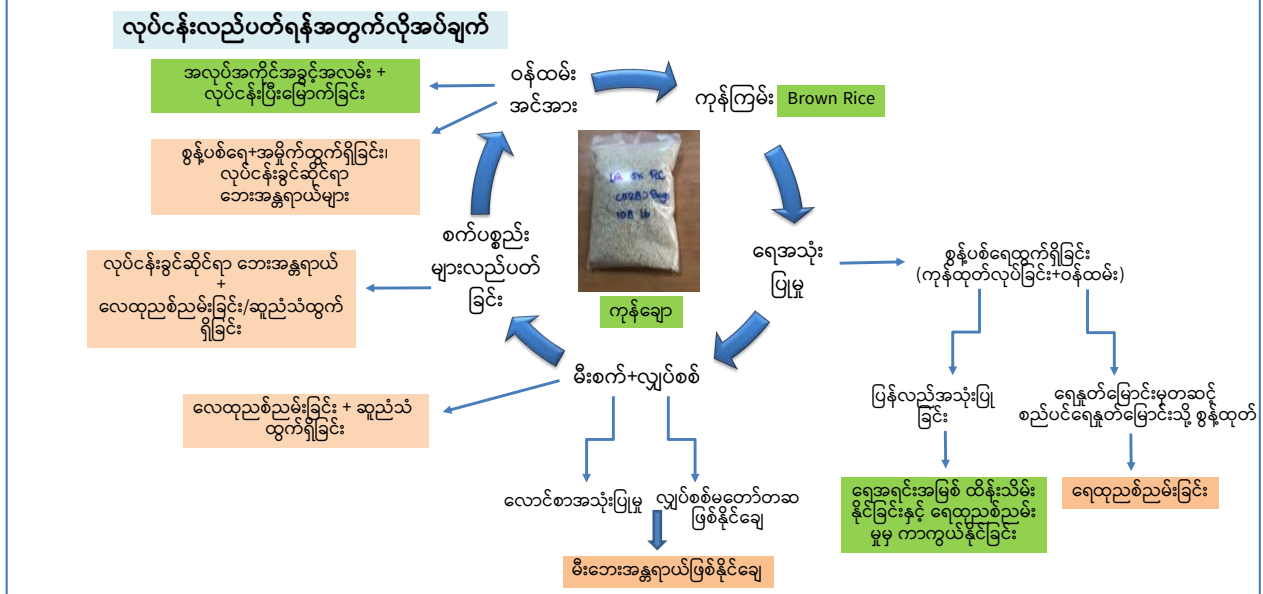 လုပ်ငန်းလည်ပတ်ရန်အတွက်လိုအပ်ချက်
အလုပ်အကိုင်အခွင့်အလမ်း +
လုပ်ငန်းပြီးမြောက်ခြင်း
ဝန်ထမ်း
အင်အား
ကုန်ကြမ်း
Brown Rice
စွန့်ပစ်ရေ+အမှိုက်ထွက်ရှိခြင်း၊
လုပ်ငန်းခွင်ဆိုင်ရာ
ဘေးအန္တရာယ်များ
108 lb
စက်ပစ္စည်း
များလည်ပတ်
ခြင်း
ရေအသုံး
ပြုမှု
စွန့်ပစ်ရေထွက်ရှိခြင်း
(ကုန်ထုတ်လုပ်ခြင်း+ဝန်ထမ်း)
လုပ်ငန်းခွင်ဆိုင်ရာ ဘေးအန္တရာယ်
+
လေထုညစ်ညမ်းခြင်း/ဆူညံသံထွက်
ရှိခြင်း
ကုန်ချော
မီးစက်+လျှပ်စစ်
လေထုညစ်ညမ်းခြင်း + ဆူညံသံ
ထွက်ရှိခြင်း
ပြန်လည်အသုံးပြု
ခြင်း
ရေနှုတ်မြောင်းမှတဆင့်
စည်ပင်ရေနှုတ်မြောင်းသို့ စွန့်ထုတ်
လောင်စာအသုံးပြုမှု
လျှပ်စစ်မတော်တဆ
ဖြစ်နိုင်ချေ
ရေအရင်းအမြစ် ထိန်းသိမ်း
နိုင်ခြင်းနှင့် ရေထုညစ်ညမ်း
မှုမှ ကာကွယ်နိုင်ခြင်း
ရေထုညစ်ညမ်းခြင်း
မီးဘေးအန္တရာယ်ဖြစ်နိုင်ချေ